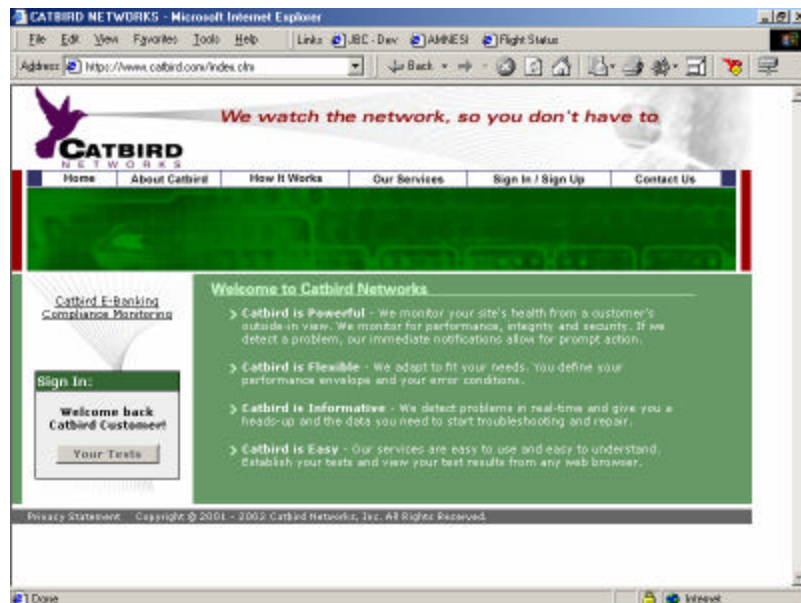 CATBIRD NETWORKS - Microsoft Internet Explorer
File Edit View Favorites Tools Help Links JBC - Dev AMNESI Flight Status
Address https://www.catbird.com/index.cfm Back
We watch the network, so you don't have to
CATBIRD
NETWORKS
Home About Catbird How It Works Our Services Sign In / Sign Up Contact Us
Catbird E-Banking
Compliance Monitoring
Sign In:
Welcome back
Catbird Customer!
Your Tests
Welcome to Catbird Networks
Catbird is Powerful - We monitor your site's health from a customer's
outside-in view. We monitor for performance, integrity and security. If we
detect a problem, our immediate notifications allow for prompt action.
Catbird is Flexible - We adapt to fit your needs. You define your
performance envelope and your error conditions.
Catbird is Informative - We detect problems in real-time and give you a
heads-up and the data you need to start troubleshooting and repair.
Catbird is Easy - Our services are easy to use and easy to understand.
Establish your tests and view your test results from any web browser.
Privacy Statement Copyright © 2001 - 2002 Catbird Networks, Inc. All Rights Reserved.
Done Internet